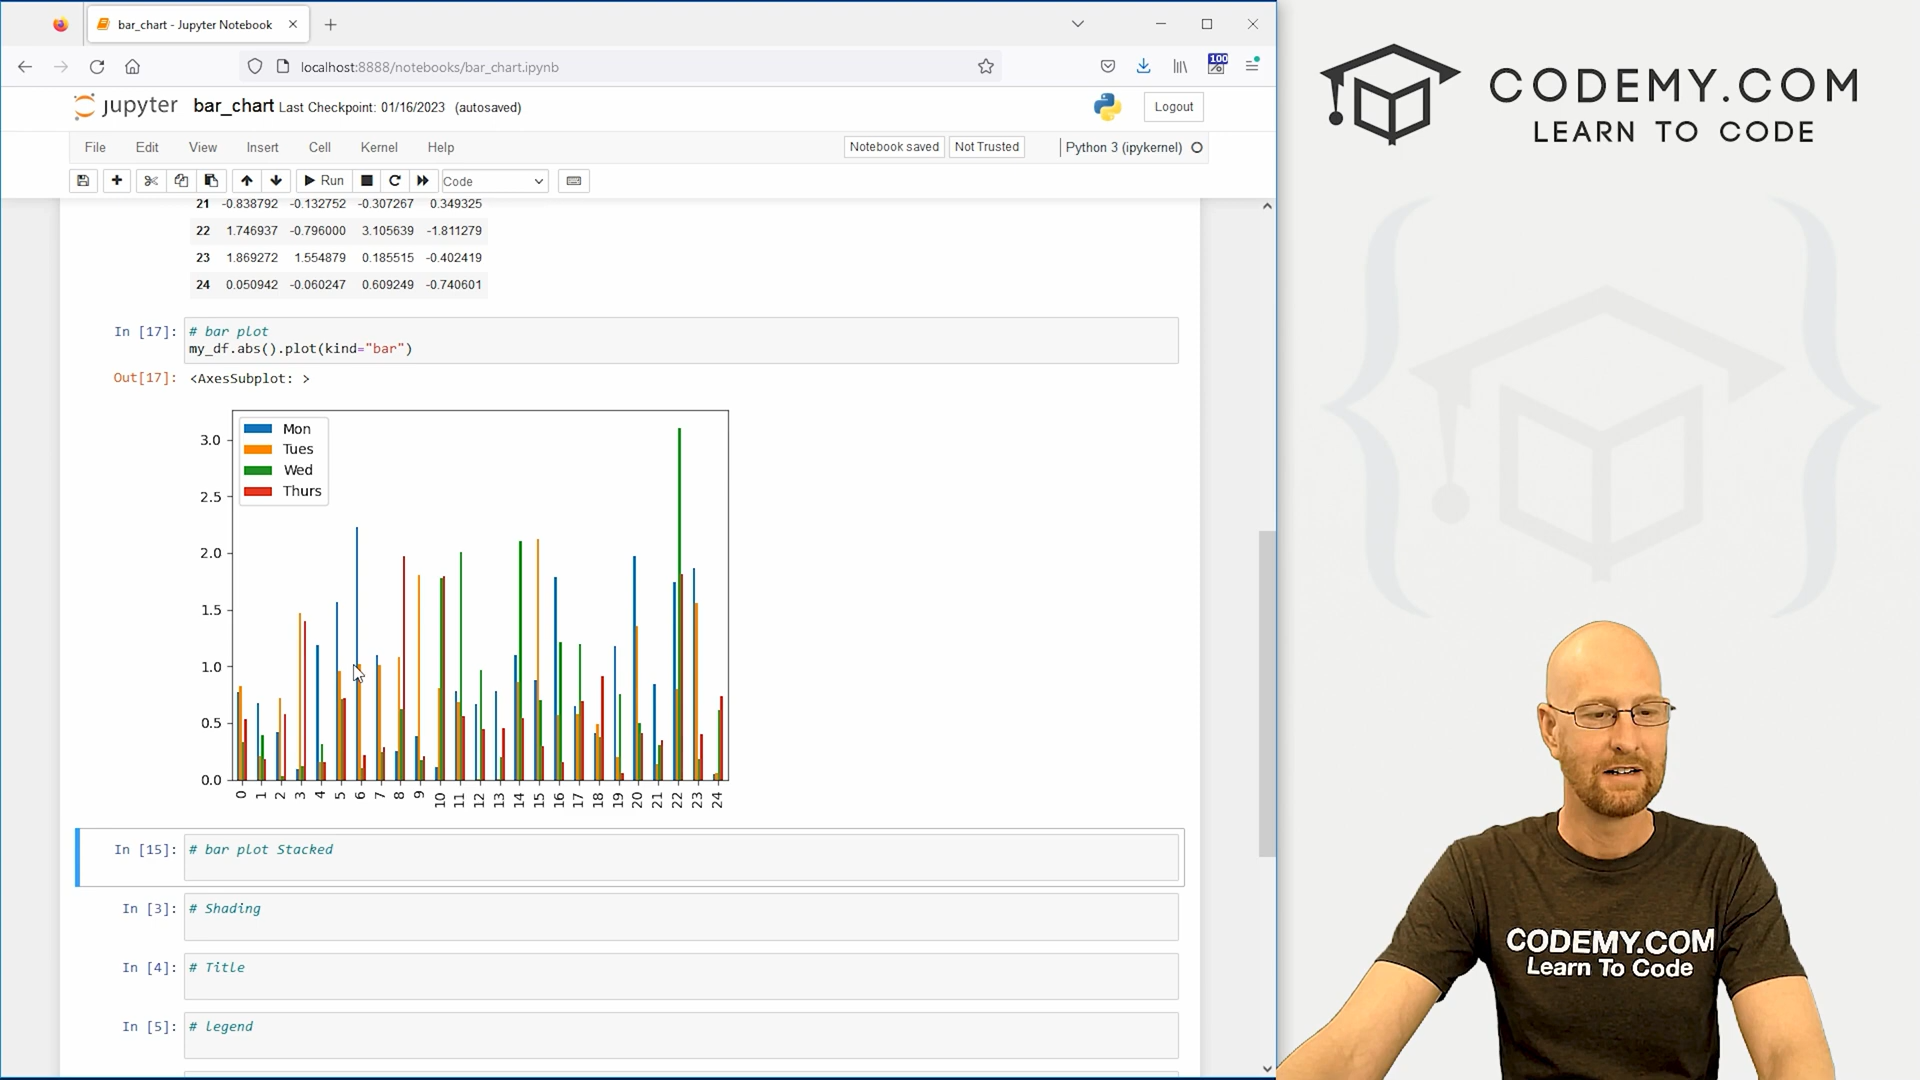 bar_chart - Jupyter Notebook
localhost:8888/notebooks/bar_chart.ipynb
100
jupyter bar_chart Last Checkpoint: 01/16/2023 (autosaved)
Logout
File Edit View Insert Cell Kernel Help
Notebook saved
Not Trusted
Python 3 (ipykernel)
Run
Code
21 -0.838792 -0.132752 -0.307267 0.349325
22 1.746937 -0.796000 3.105639 -1.811279
23 1.869272 1.554879 0.185515 -0.402419
24 0.050942 -0.060247 0.609249 -0.740601
In [17]: # bar plot
my_df.abs().plot(kind="bar")
Out[17]: <AxesSubplot: >
Mon
Tues
Wed
Thurs
3.0
2.5
2.0
1.5
1.0
0.5
0.0
0 1 2 3 4 5 6 7 8 9 10 11 12 13 14 15 16 17 18 19 20 21 22 23 24
In [15]: # bar plot Stacked
In [3]: # Shading
In [4]: # Title
In [5]: # legend
CODEMY.COM
LEARN TO CODE
CODEMY.COM
Learn To Code